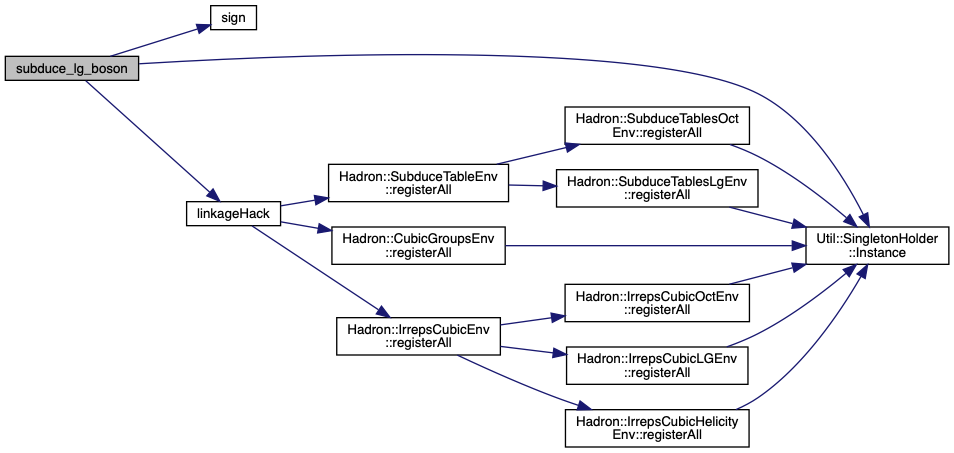 sign
subduce_lg_boson
Hadron::SubduceTablesOct
Env::registerAll
Hadron::SubduceTableEnv
::registerAll
Hadron::SubduceTablesLgEnv
::registerAll
linkageHack
Hadron::CubicGroupsEnv
::registerAll
Util::SingletonHolder
::Instance
Hadron::IrrepsCubicOctEnv
::registerAll
Hadron::IrrepsCubicEnv
::registerAll
Hadron::IrrepsCubicLGEnv
::registerAll
Hadron::IrrepsCubicHelicity
Env::registerAll